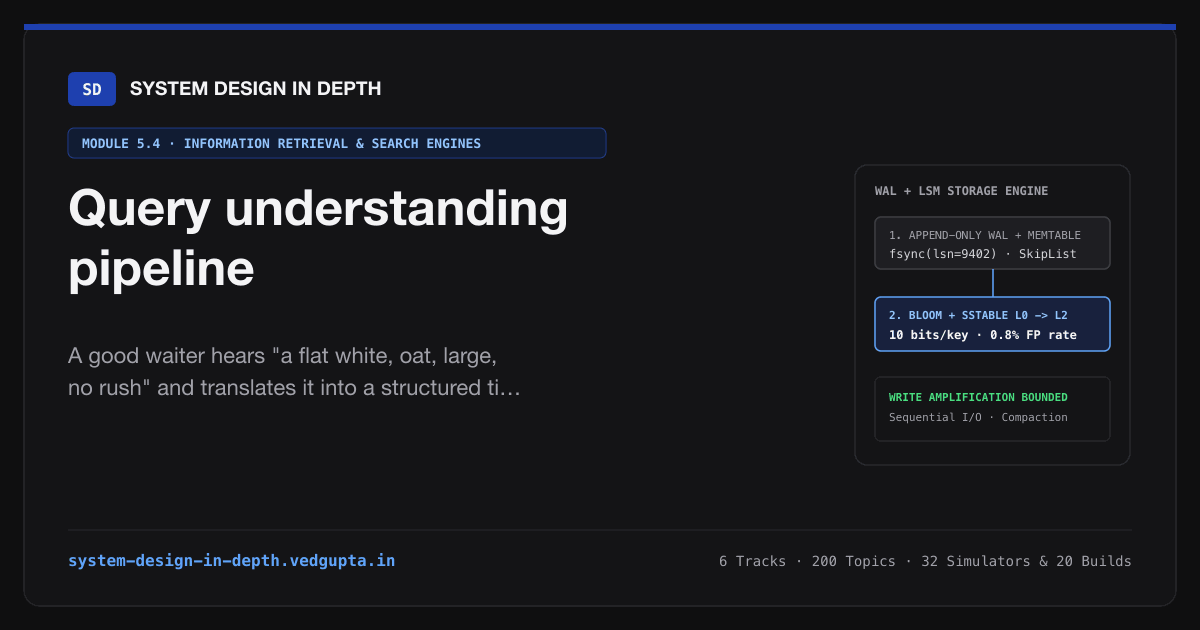 SD SYSTEM DESIGN IN DEPTH
MODULE 5.4 · INFORMATION RETRIEVAL & SEARCH ENGINES
Query understanding
pipeline
A good waiter hears "a flat white, oat, large,
no rush" and translates it into a structured ti...
WAL + LSM STORAGE ENGINE
1. APPEND-ONLY WAL + MEMTABLE
fsync(lsn=9402) · SkipList
2. BLOOM + SSTABLE L0 -> L2
10 bits/key · 0.8% FP rate
WRITE AMPLIFICATION BOUNDED
Sequential I/O · Compaction
system-design-in-depth.vedgupta.in
6 Tracks · 200 Topics · 32 Simulators & 20 Builds